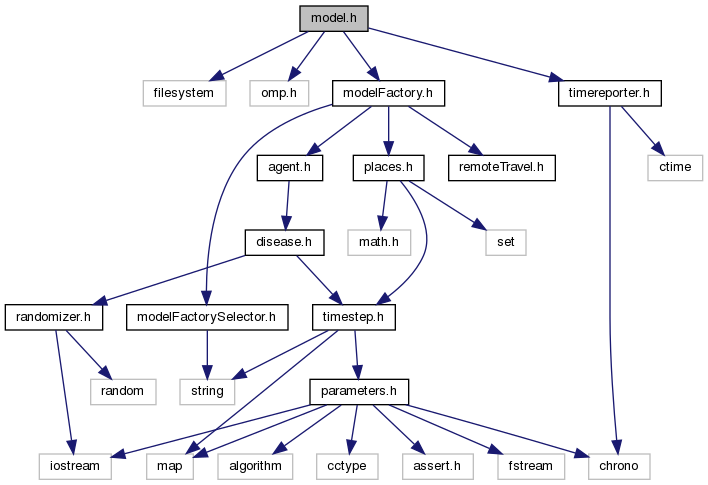 model.h
filesystem
omp.h
modelFactory.h
timereporter.h
agent.h
places.h
remoteTravel.h
ctime
disease.h
math.h
set
randomizer.h
modelFactorySelector.h
timestep.h
random
string
parameters.h
iostream
map
algorithm
cctype
assert.h
fstream
chrono